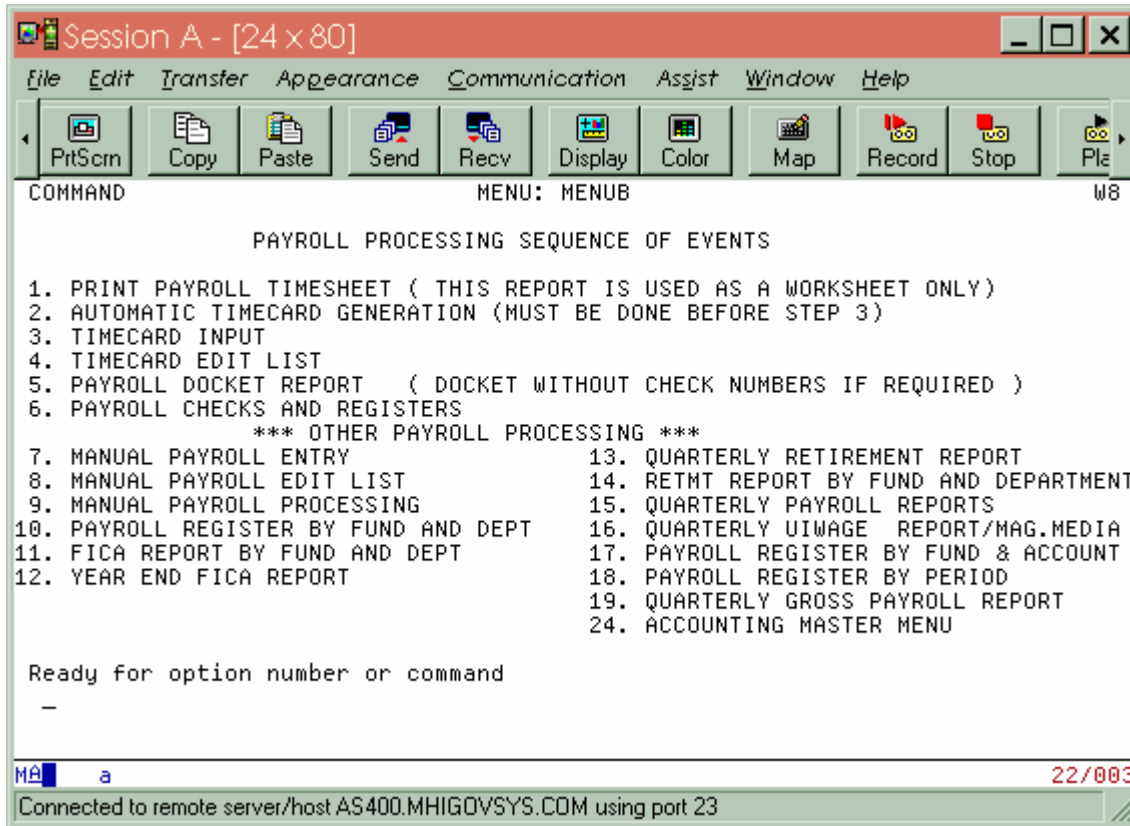 Session A - [24 x 80]
File Edit Transfer Appearance Communication Assist Window Help
PrtScrn Copy Paste Send Recv Display Color Map Record Stop Pla
COMMAND MENU: MENUB W8
PAYROLL PROCESSING SEQUENCE OF EVENTS
1. PRINT PAYROLL TIMESHEET ( THIS REPORT IS USED AS A WORKSHEET ONLY)
2. AUTOMATIC TIMECARD GENERATION (MUST BE DONE BEFORE STEP 3)
3. TIMECARD INPUT
4. TIMECARD EDIT LIST
5. PAYROLL DOCKET REPORT ( DOCKET WITHOUT CHECK NUMBERS IF REQUIRED )
6. PAYROLL CHECKS AND REGISTERS
*** OTHER PAYROLL PROCESSING ***
7. MANUAL PAYROLL ENTRY 13. QUARTERLY RETIREMENT REPORT
8. MANUAL PAYROLL EDIT LIST 14. RETMT REPORT BY FUND AND DEPARTMENT
9. MANUAL PAYROLL PROCESSING 15. QUARTERLY PAYROLL REPORTS
10. PAYROLL REGISTER BY FUND AND DEPT 16. QUARTERLY UIWAGE REPORT/MAG.MEDIA
11. FICA REPORT BY FUND AND DEPT 17. PAYROLL REGISTER BY FUND & ACCOUNT
12. YEAR END FICA REPORT 18. PAYROLL REGISTER BY PERIOD
19. QUARTERLY GROSS PAYROLL REPORT
24. ACCOUNTING MASTER MENU
Ready for option number or command
_
MA a 22/003
Connected to remote server/host AS400.MHIGOVSYS.COM using port 23